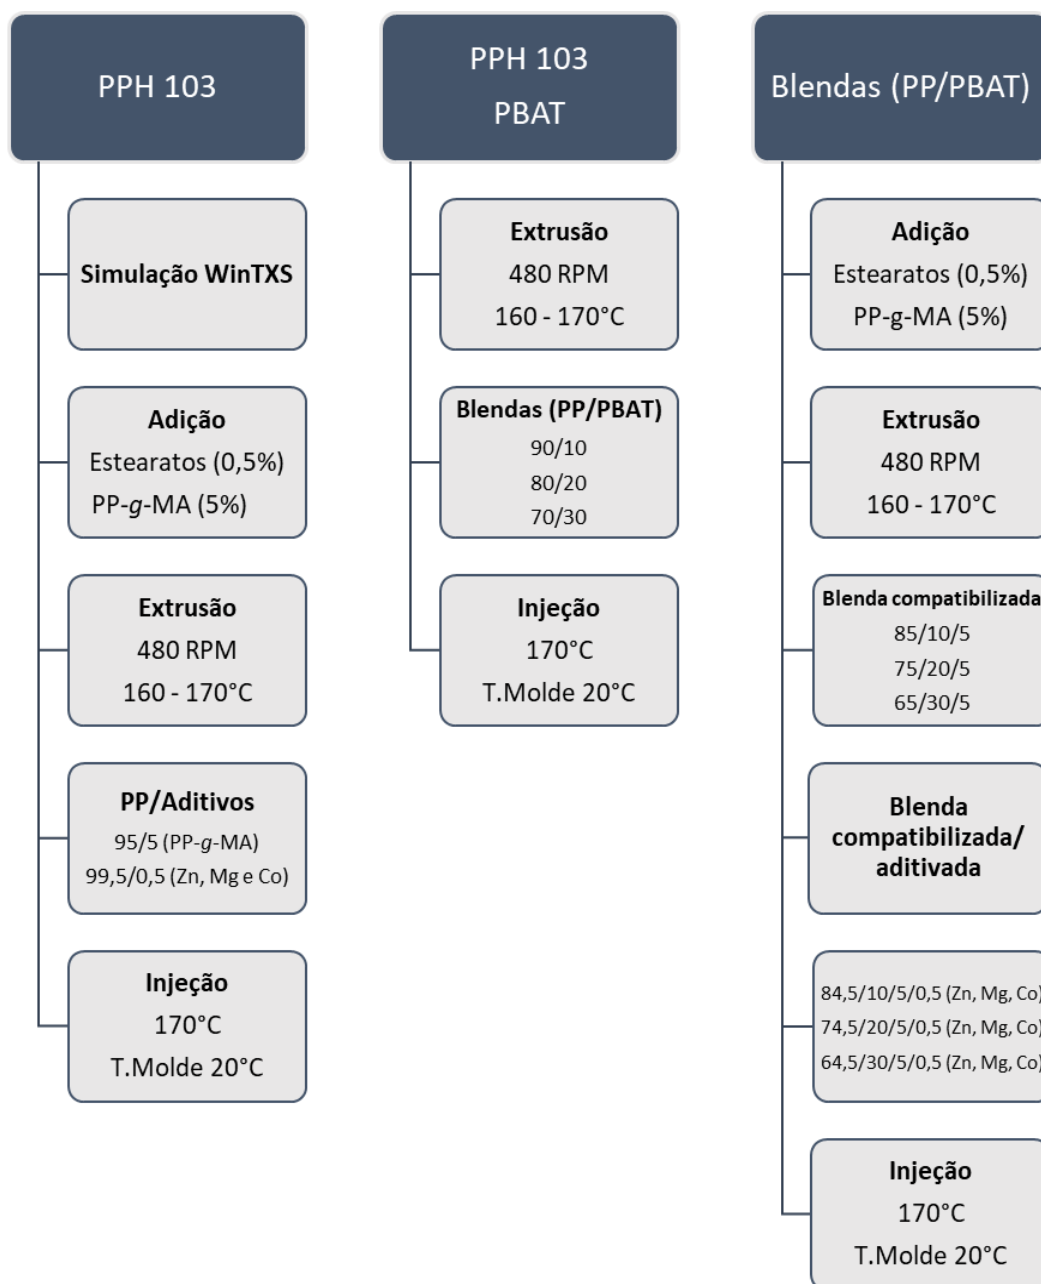 PPH 103
Simulação WinTXS
Adição
Estearatos (0,5%)
PP-g-MA (5%)
Extrusão
480 RPM
160 - 170°C
PP/Aditivos
95/5 (PP-g-MA)
99,5/0,5 (Zn, Mg e Co)
Injeção
170°C
T.Molde 20°C
PPH 103
PBAT
Extrusão
480 RPM
160 - 170°C
Blendas (PP/PBAT)
90/10
80/20
70/30
Injeção
170°C
T.Molde 20°C
Blendas (PP/PBAT)
Adição
Estearatos (0,5%)
PP-g-MA (5%)
Extrusão
480 RPM
160 - 170°C
Blenda compatibilizada
85/10/5
75/20/5
65/30/5
Blenda
compatibilizada/
aditivada
84,5/10/5/0,5 (Zn, Mg, Co)
74,5/20/5/0,5 (Zn, Mg, Co)
64,5/30/5/0,5 (Zn, Mg, Co)
Injeção
170°C
T.Molde 20°C